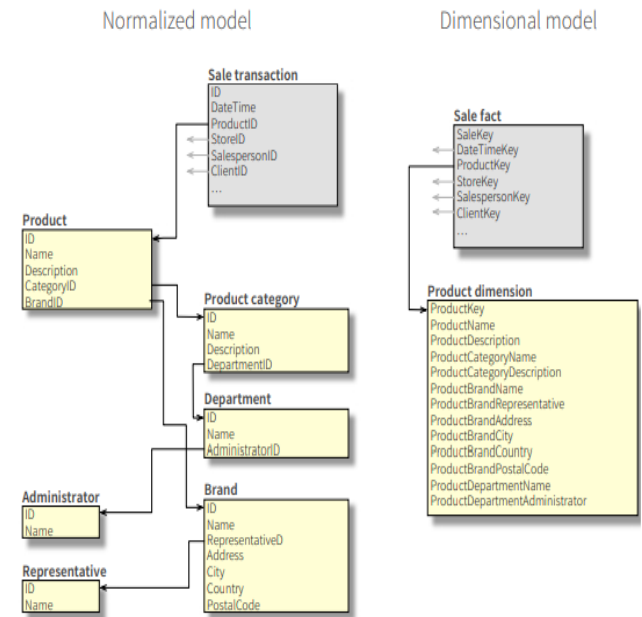 Normalized model
Dimensional model
Sale transaction
ID
DateTime
ProductID
StoreID
SalespersonID
ClientID
...
Product
ID
Name
Description
CategoryID
BrandID
Product category
ID
Name
Description
DepartmentID
Department
ID
Name
AdministratorID
Administrator
ID
Name
Brand
ID
Name
RepresentativeD
Address
City
Country
PostalCode
Representative
ID
Name
Sale fact
SaleKey
DateTimeKey
ProductKey
StoreKey
SalespersonKey
ClientKey
...
Product dimension
ProductKey
ProductName
ProductDescription
ProductCategoryName
ProductCategoryDescription
ProductBrandName
ProductBrandRepresentative
ProductBrandAddress
ProductBrandCity
ProductBrandCountry
ProductBrandPostalCode
ProductDepartmentName
ProductDepartmentAdministrator